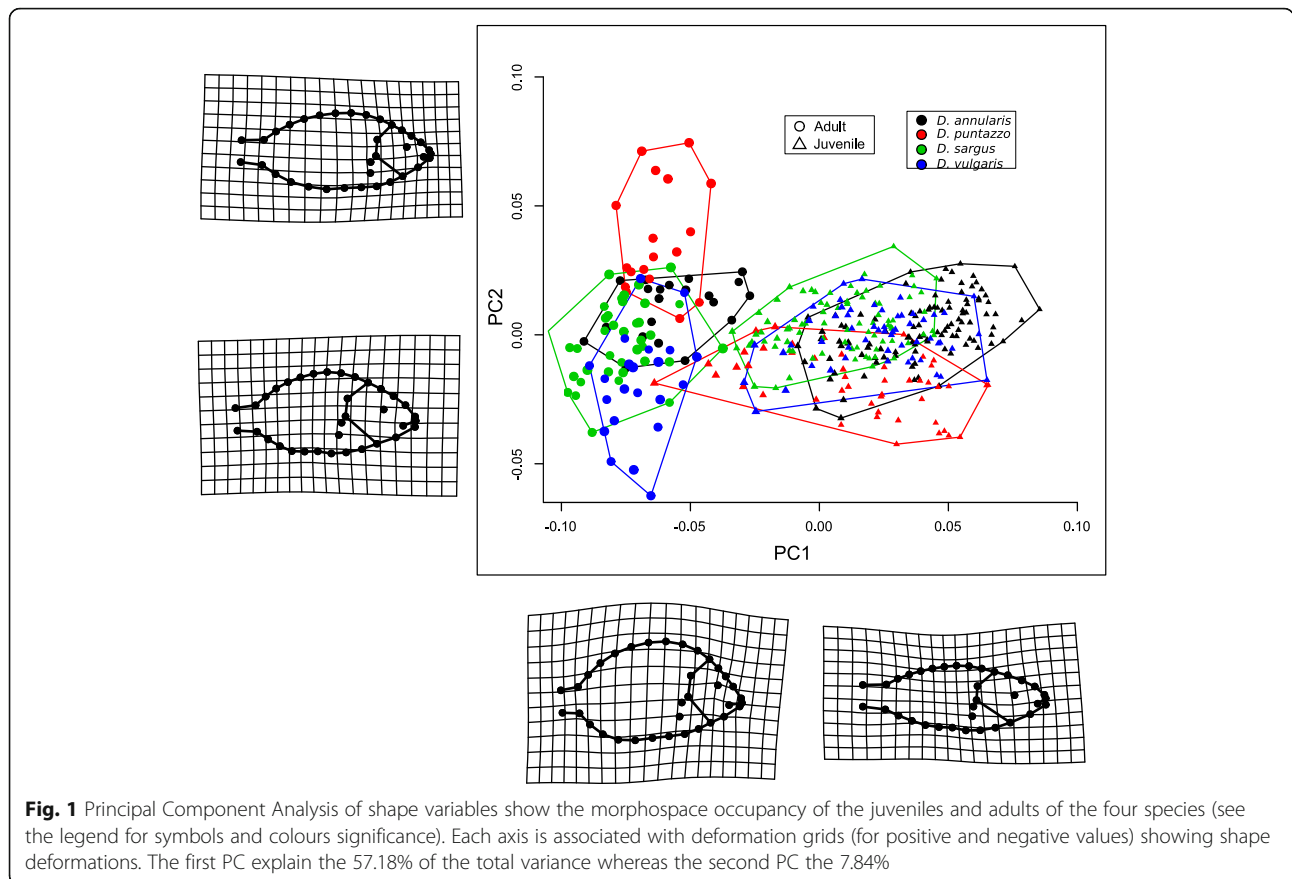 0.10
0.05
0.00
-0.05
PC2
-0.10
-0.05
0.00
0.05
0.10
PC1
Adult
Juvenile
D. annularis
D. puntazzo
D. sargus
D. vulgaris
Fig. 1 Principal Component Analysis of shape variables show the morphospace occupancy of the juveniles and adults of the four species (see
the legend for symbols and colours significance). Each axis is associated with deformation grids (for positive and negative values) showing shape
deformations. The first PC explain the 57.18% of the total variance whereas the second PC the 7.84%